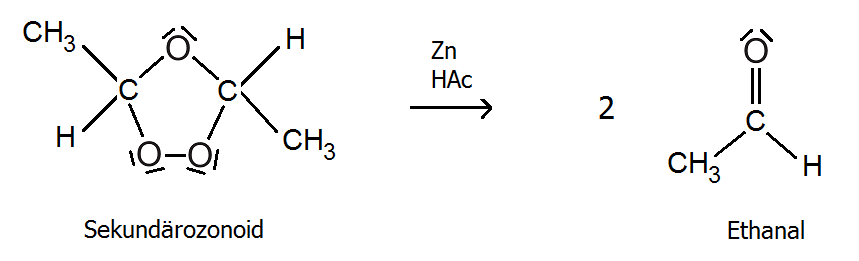 CH3 O H Zn O
C C HAc 2
H O O CH3 C
CH3 H
Sekundärozonoid Ethanal